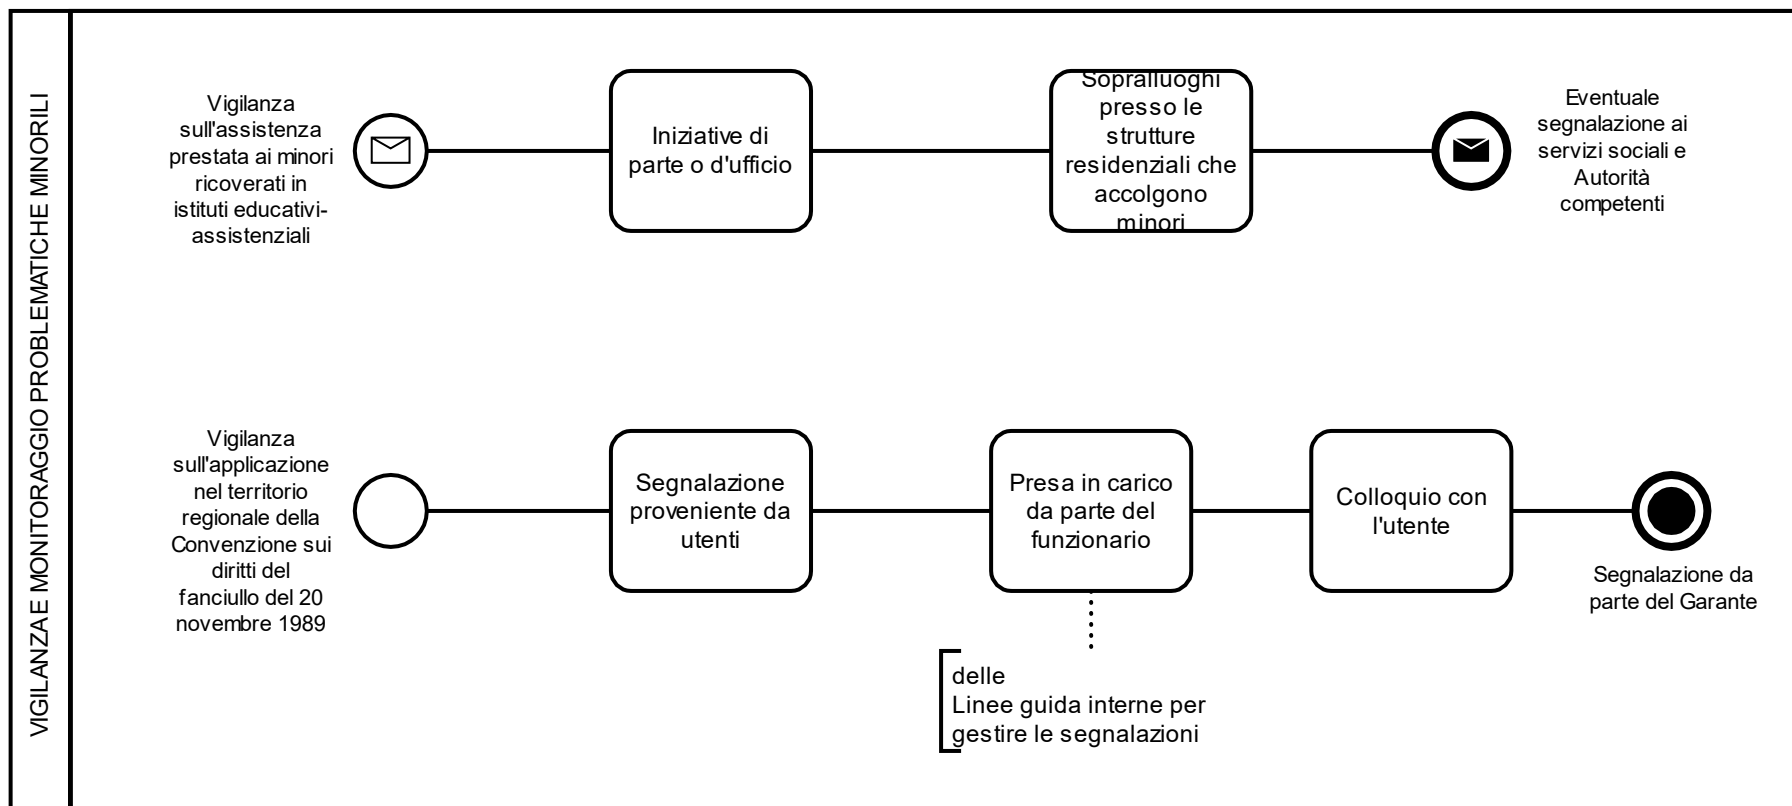 VIGILANZA E MONITORAGGIO PROBLEMATICHE MINORILI
Vigilanza
sull'assistenza
prestata ai minori
ricoverati in
istituti educativi-
assistenziali
Iniziative di
parte o d'ufficio
Sopralluoghi
presso le
strutture
residenziali che
accolgono
minori
Eventuale
segnalazione ai
servizi sociali e
Autorità
competenti
Vigilanza
sull'applicazione
nel territorio
regionale della
Convenzione sui
diritti del
fanciullo del 20
novembre 1989
Segnalazione
proveniente da
utenti
Presa in carico
da parte del
funzionario
Colloquio con
l'utente
Segnalazione da
parte del Garante
delle
Linee guida interne per
gestire le segnalazioni